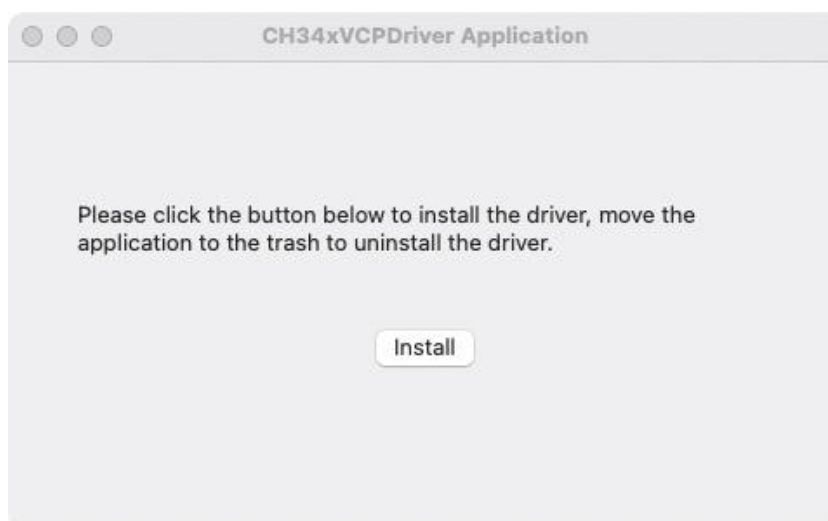 CH34xVCPDriver Application
Please click the button below to install the driver, move the
application to the trash to uninstall the driver.
Install